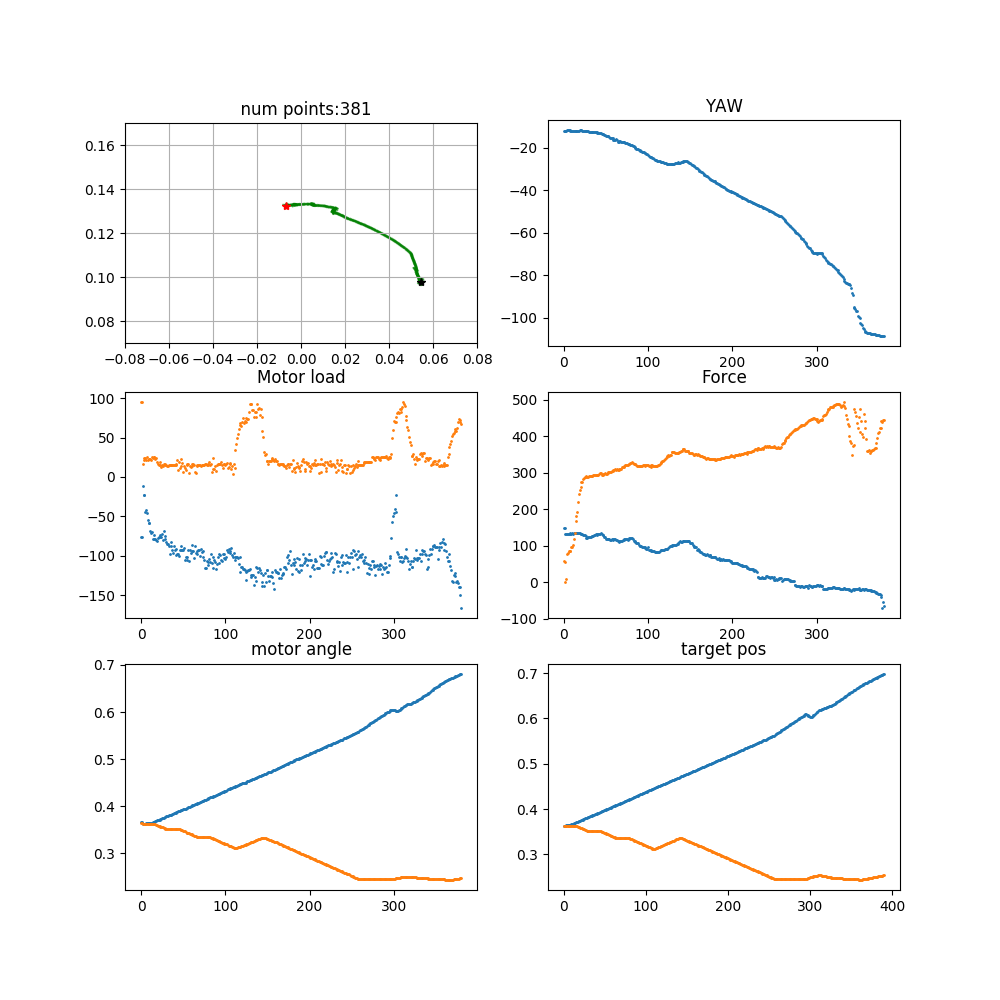 num points:381
YAW
0.16
0.14
0.12
0.10
0.08
−0.08 −0.06 −0.04 −0.02 0.00 0.02 0.04 0.06 0.08
−20
−40
−60
−80
−100
0 100 200 300
Motor load
Force
100
50
0
−50
−100
−150
0 100 200 300
500
400
300
200
100
0
−100
0 100 200 300
motor angle
target pos
0.7
0.6
0.5
0.4
0.3
0 100 200 300
0.7
0.6
0.5
0.4
0.3
0 100 200 300 400